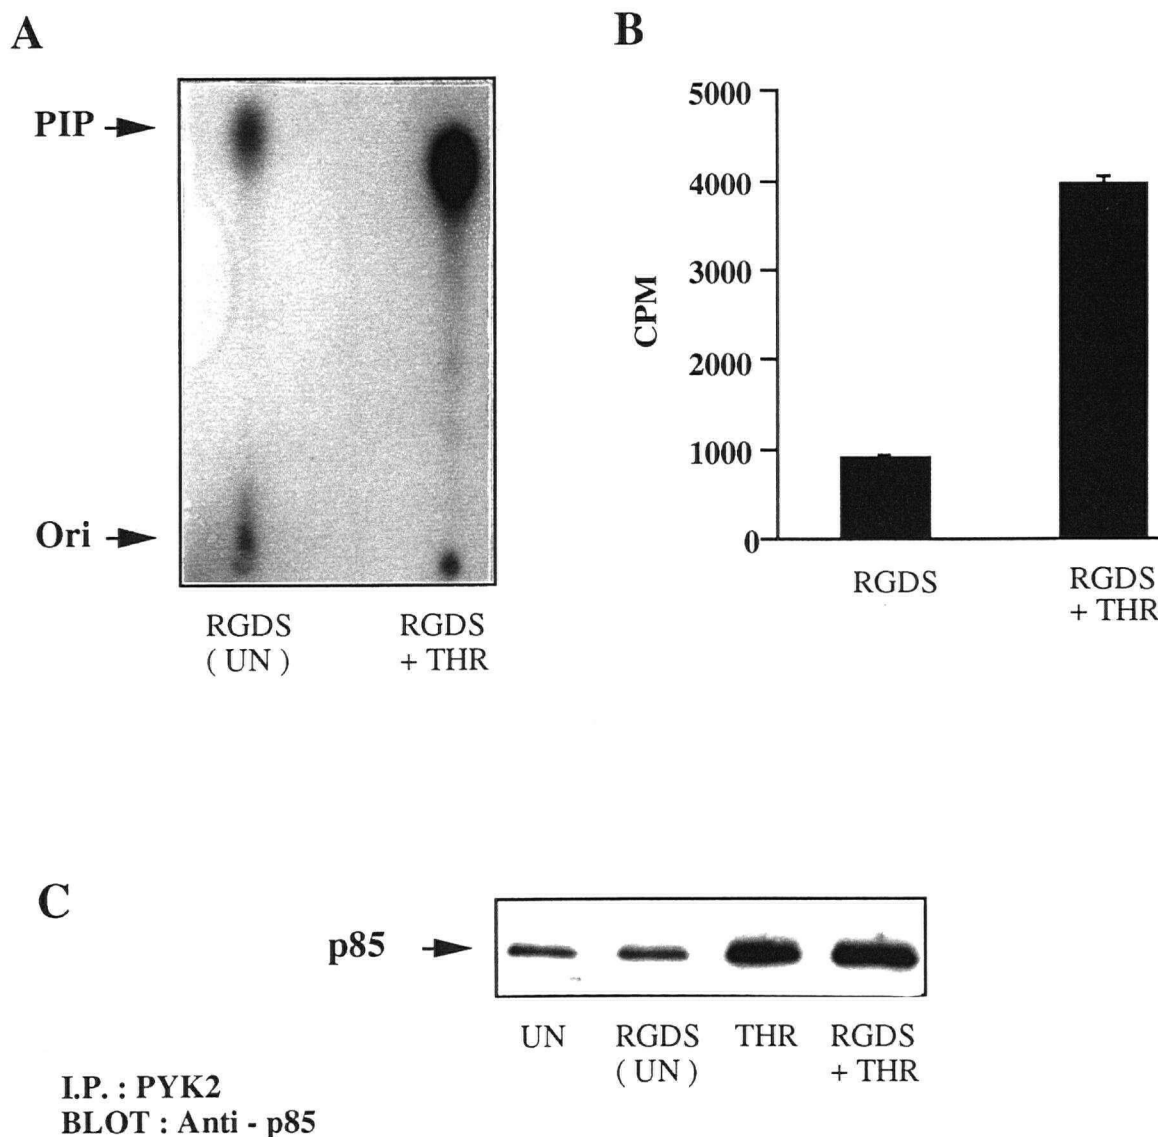 A
PIP
Ori
RGDS
( UN )
RGDS
+ THR
B
5000
4000
3000
2000
1000
0
CPM
RGDS
RGDS
+ THR
C
p85
UN
RGDS
( UN )
THR
RGDS
+ THR
I.P. : PYK2
BLOT : Anti - p85